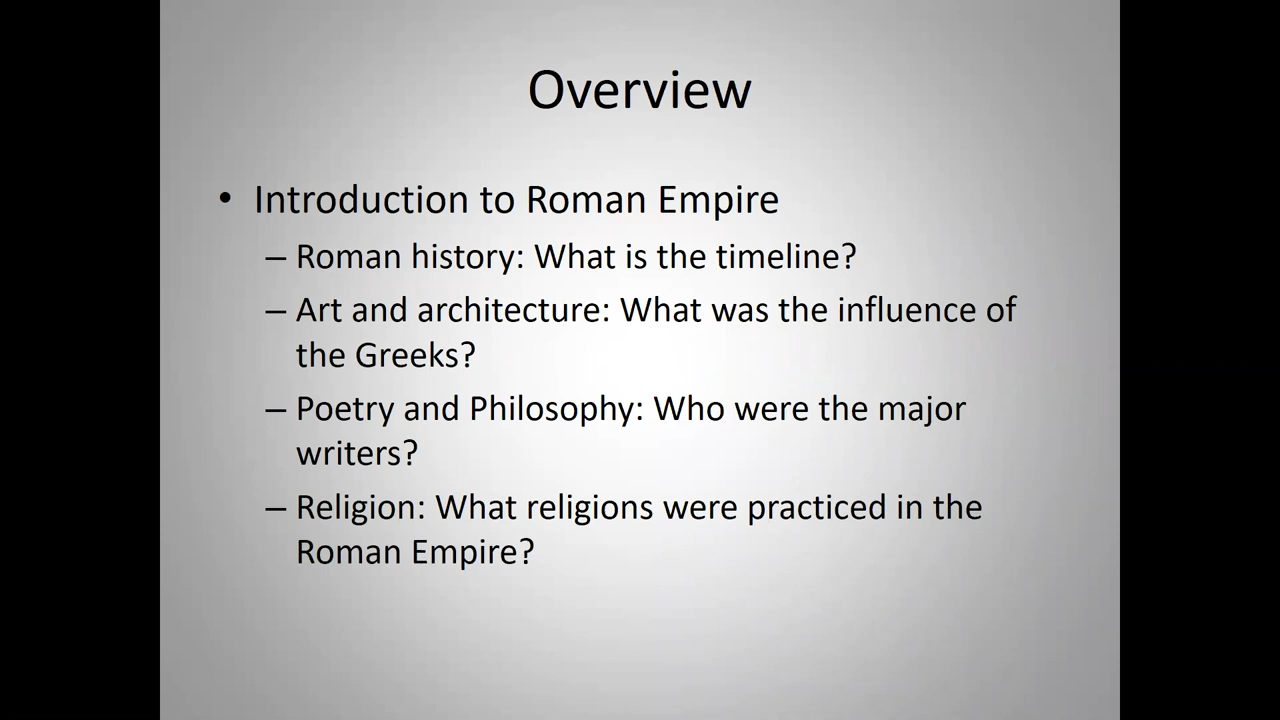 Overview
• Introduction to Roman Empire
– Roman history: What is the timeline?
– Art and architecture: What was the influence of
the Greeks?
– Poetry and Philosophy: Who were the major
writers?
– Religion: What religions were practiced in the
Roman Empire?